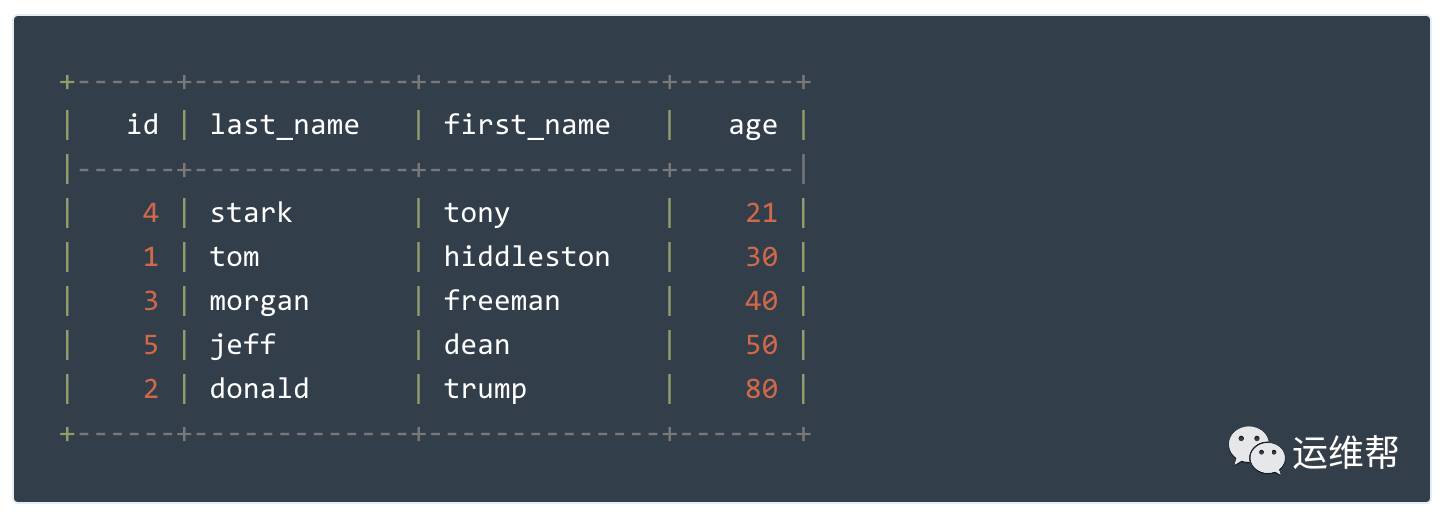 +------+-------------+--------------+-------+
| id | last_name | first_name | age |
|------+-------------+--------------+-------|
| 4 | stark | tony | 21 |
| 1 | tom | hiddleston | 30 |
| 3 | morgan | freeman | 40 |
| 5 | jeff | dean | 50 |
| 2 | donald | trump | 80 |
+------+-------------+--------------+-------+
运维帮